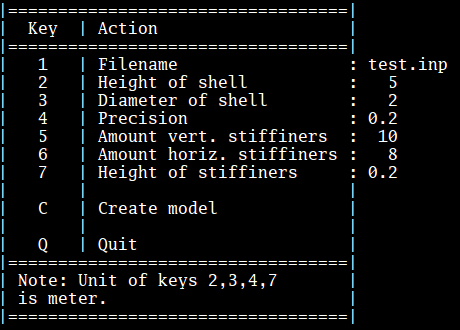 |==================================|
|  Key  | Action                   |
|==================================|
|   1   | Filename                 : test.inp
|   2   | Height of shell          :   5
|   3   | Diameter of shell        :   2
|   4   | Precision                : 0.2
|   5   | Amount vert. stiffiners  :  10
|   6   | Amount horiz. stiffiners :   8
|   7   | Height of stiffiners     : 0.2
|       |                          |
|   C   | Create model             |
|       |                          |
|   Q   | Quit                     |
|==================================|
| Note: Unit of keys 2,3,4,7       |
| is meter.                        |
|==================================|